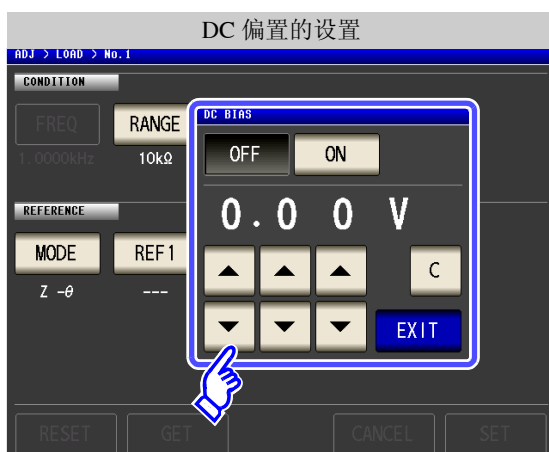 DC 偏置的设置
ADJ > LOAD > No.1
CONDITION
FREQ
RANGE
1.0000kHz
10kΩ
DC BIAS
OFF
ON
0.00 V
C
EXIT
REFERENCE
MODE
REF1
Z -θ
---
RESET
GET
CANCEL
SET